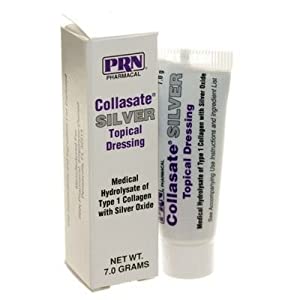 PRN
PHARMACAL
Collasate®
SILVER
Topical
Dressing
Medical
Hydrolysate of
Type 1 Collagen
with Silver Oxide
NET WT.
7.0 GRAMS
7.0 g
PRN
PHARMACAL
Collasate®
SILVER
Topical Dressing
Medical Hydrolysate of Type 1 Collagen with Silver Oxide
See Accompanying Use Instructions and Ingredient List